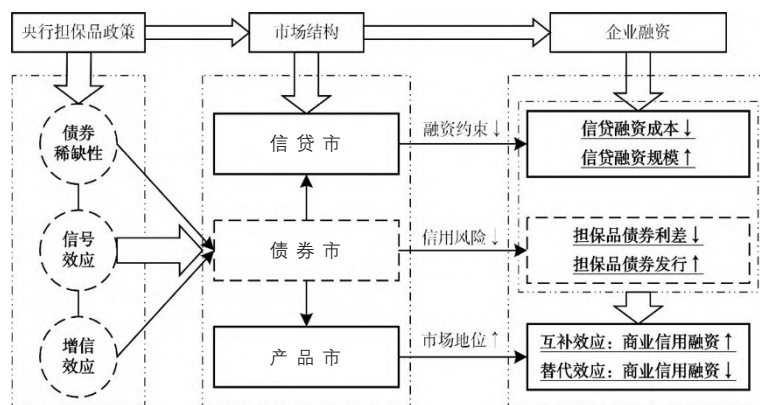 央行担保品政策
市场结构
企业融资
债券
稀缺性
信号
效应
增信
效应
信贷市
债券市
产品市
融资约束↓
信用风险↓
市场地位↑
信贷融资成本↓
信贷融资规模↑
担保品债券利差↓
担保品债券发行↑
互补效应：商业信用融资↑
替代效应：商业信用融资↓